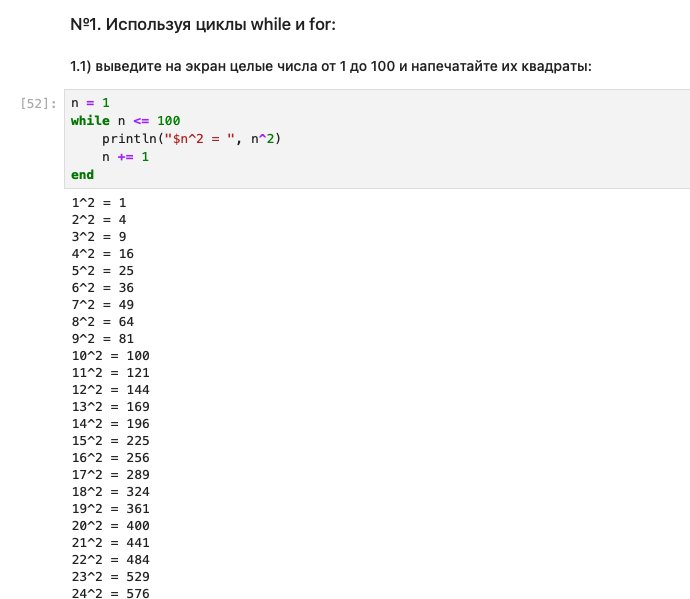 №1. Используя циклы while и for:
1.1) выведите на экран целые числа от 1 до 100 и напечатайте их квадраты:
[52]: n = 1
while n <= 100
    println("$n^2 = ", n^2)
    n += 1
end
1^2 = 1
2^2 = 4
3^2 = 9
4^2 = 16
5^2 = 25
6^2 = 36
7^2 = 49
8^2 = 64
9^2 = 81
10^2 = 100
11^2 = 121
12^2 = 144
13^2 = 169
14^2 = 196
15^2 = 225
16^2 = 256
17^2 = 289
18^2 = 324
19^2 = 361
20^2 = 400
21^2 = 441
22^2 = 484
23^2 = 529
24^2 = 576